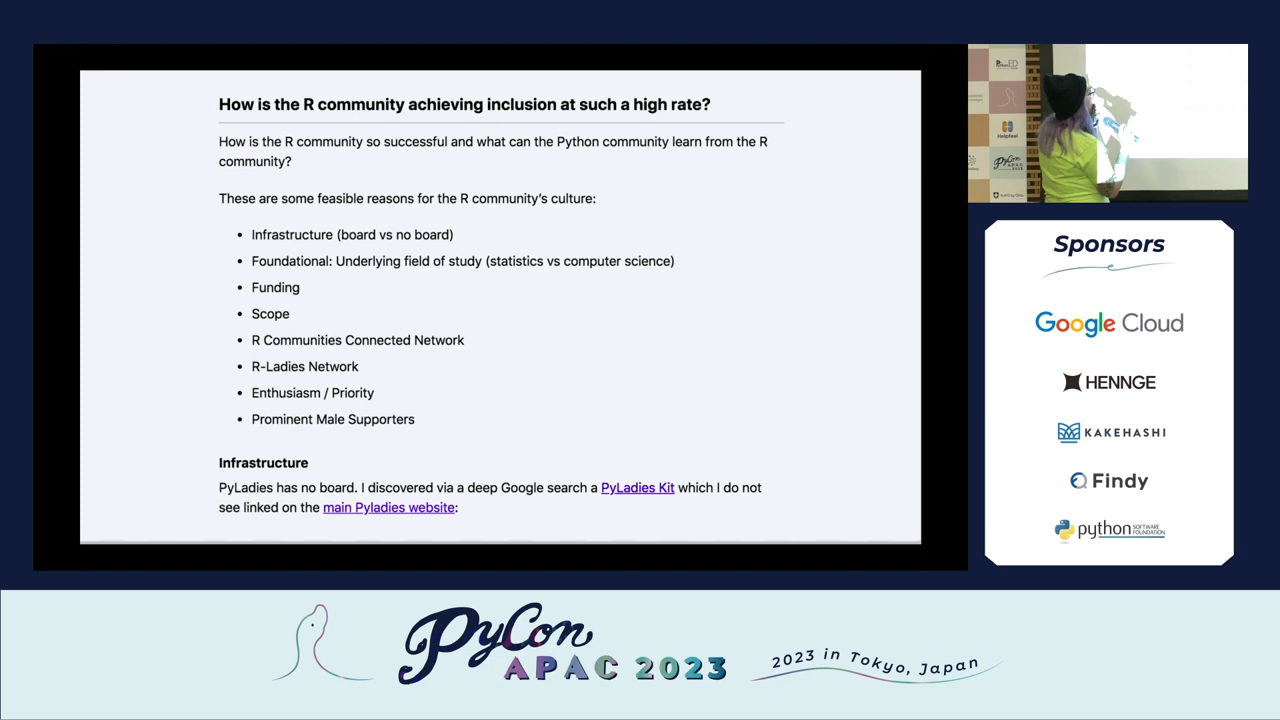 How is the R community achieving inclusion at such a high rate?
How is the R community so successful and what can the Python community learn from the R
community?
These are some feasible reasons for the R community's culture:
• Infrastructure (board vs no board)
• Foundational: Underlying field of study (statistics vs computer science)
• Funding
• Scope
• R Communities Connected Network
• R-Ladies Network
• Enthusiasm / Priority
• Prominent Male Supporters
Infrastructure
PyLadies has no board. I discovered via a deep Google search a PyLadies Kit which I do not
see linked on the main Pyladies website:
Helpfeel
PyCon
APAC
2023
Sponsors
Google Cloud
HENNGE
KAKEHASHI
Findy
python SOFTWARE
FOUNDATION
PyCon
APAC 2023
2023 in Tokyo, Japan